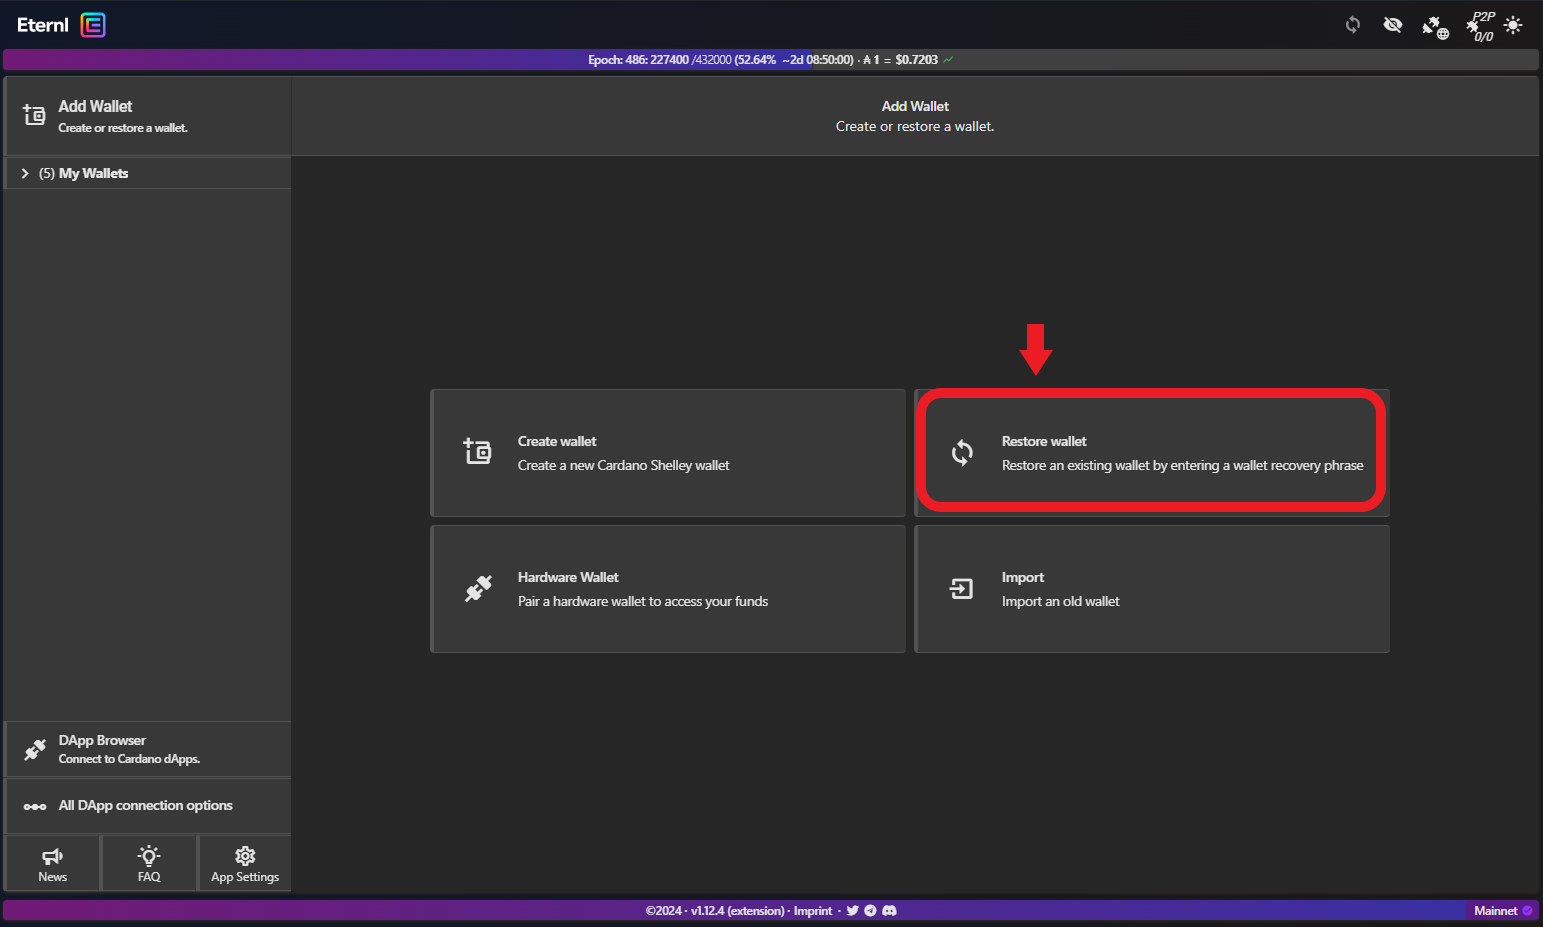 Eternl
P2P
0/0
Epoch: 486: 227400 /432000 (52.64% ~2d 08:50:00) · ₳ 1 = $0.7203
Add Wallet
Create or restore a wallet.
(5) My Wallets
Add Wallet
Create or restore a wallet.
Create wallet
Create a new Cardano Shelley wallet
Restore wallet
Restore an existing wallet by entering a wallet recovery phrase
Hardware Wallet
Pair a hardware wallet to access your funds
Import
Import an old wallet
DApp Browser
Connect to Cardano dApps.
All DApp connection options
News
FAQ
App Settings
©2024 · v1.12.4 (extension) · Imprint ·
Mainnet